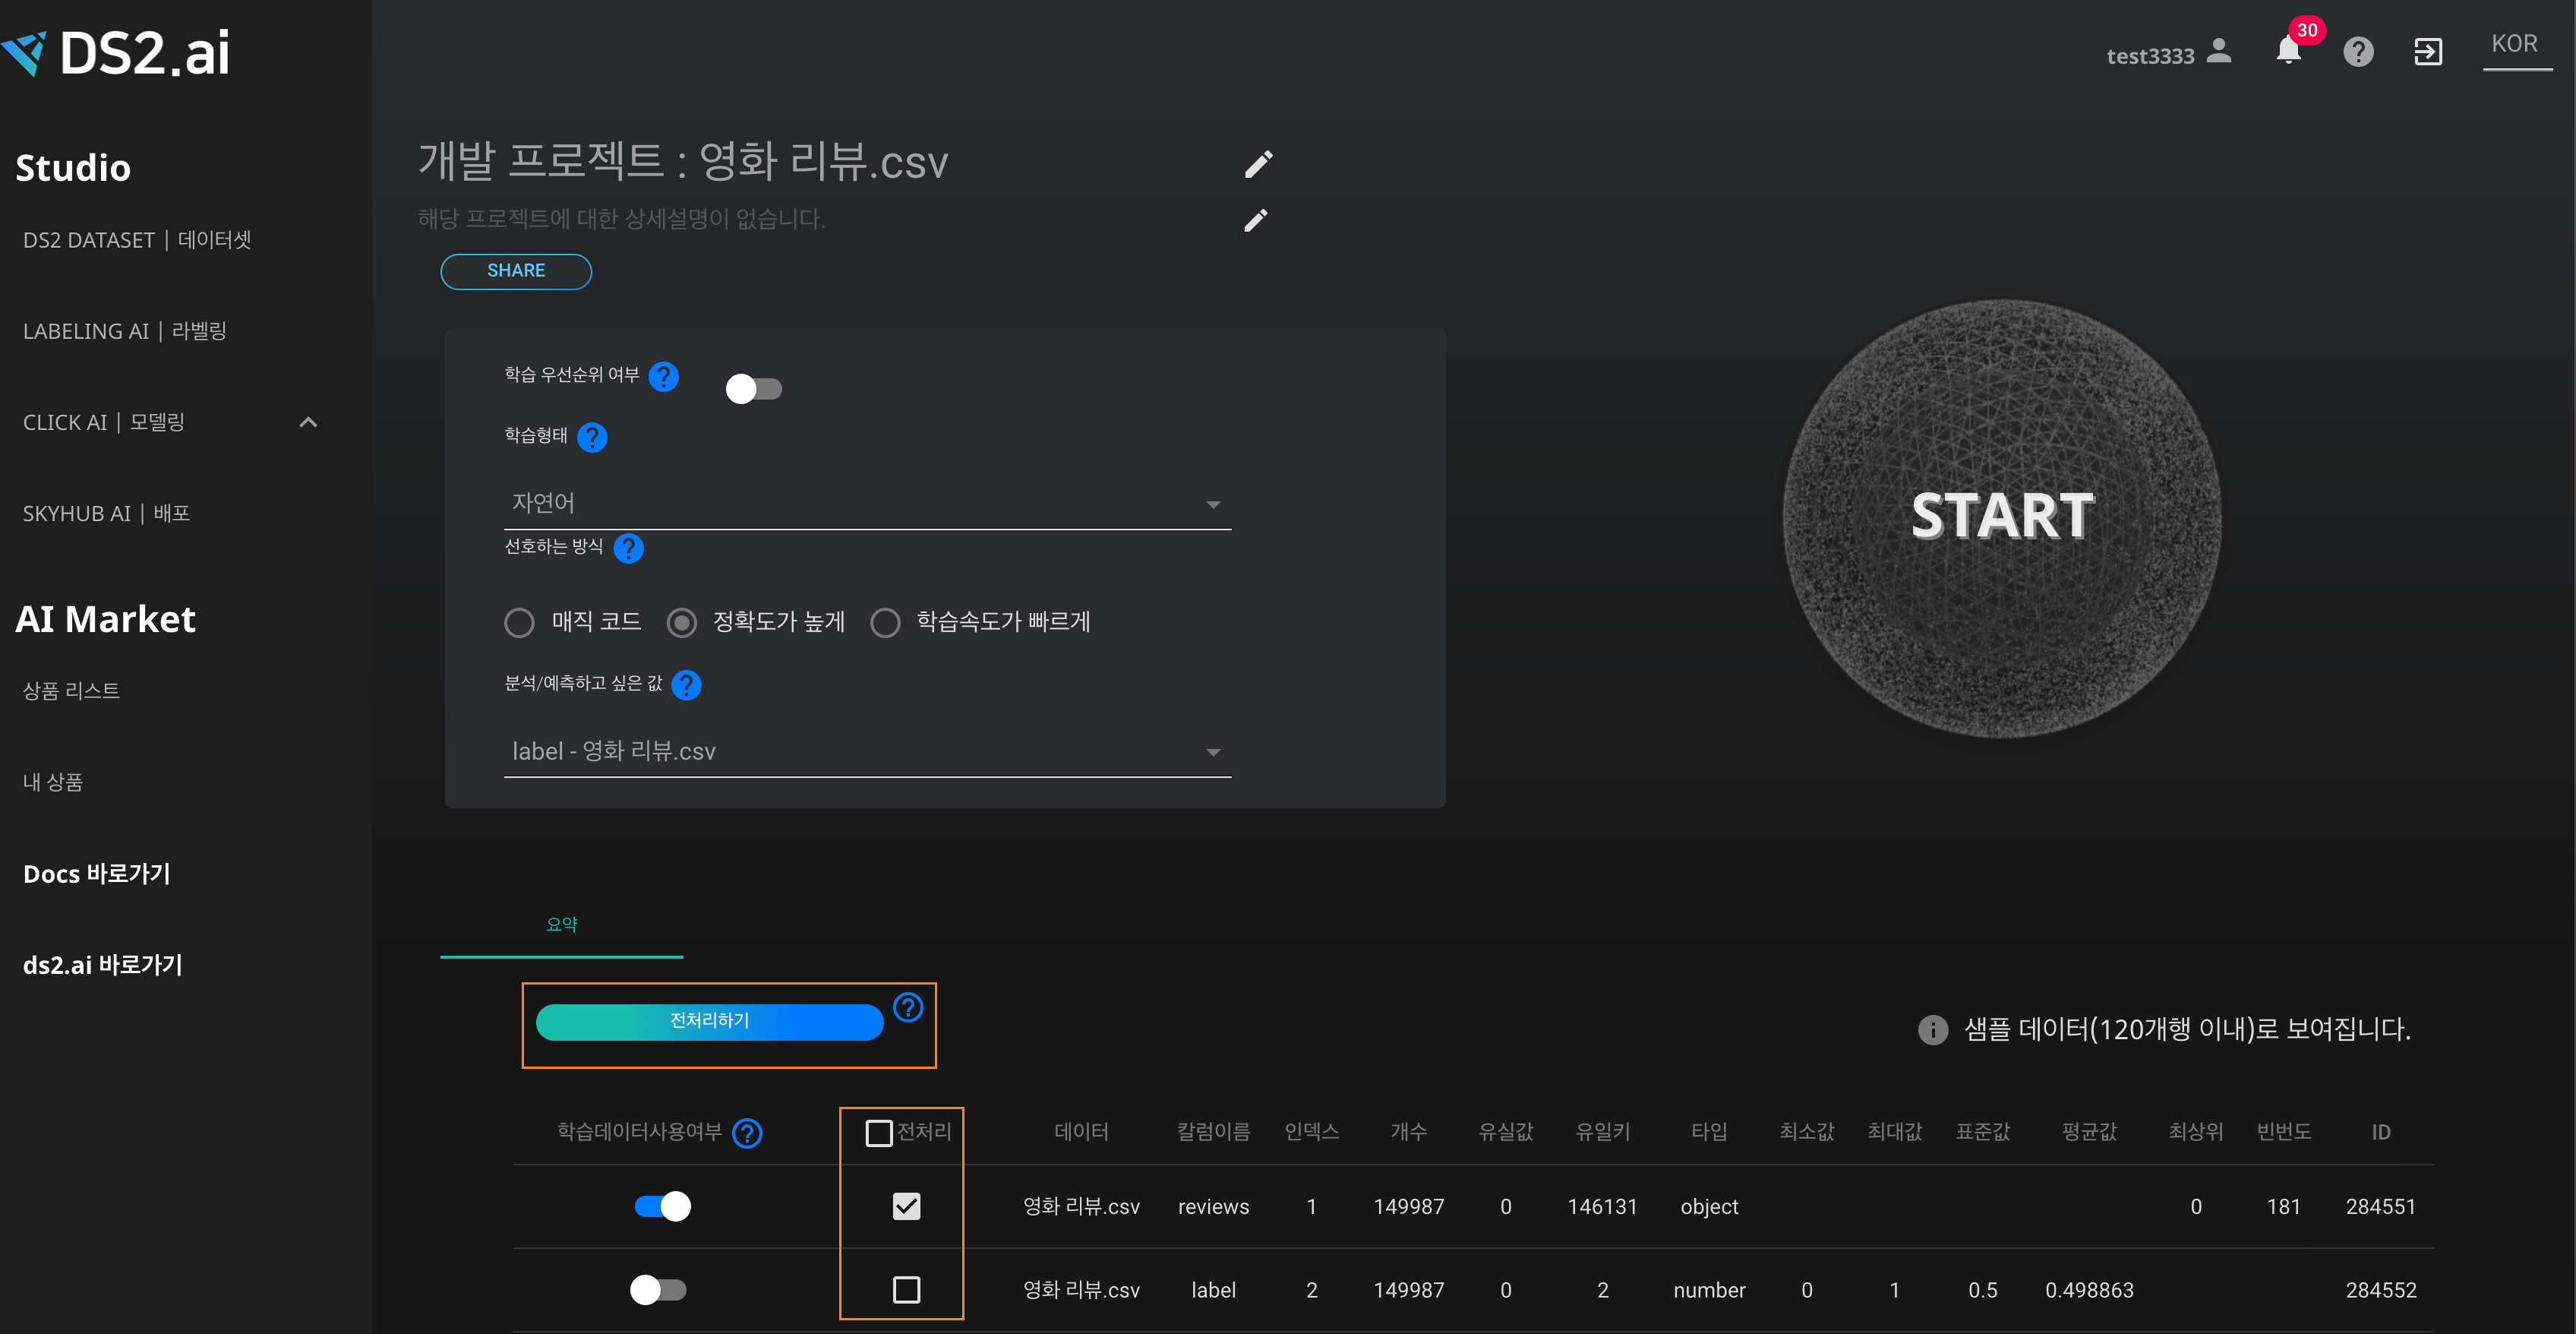 DS2.ai
test3333
30
KOR
Studio
DS2 DATASET | 데이터셋
LABELING AI | 라벨링
CLICK AI | 모델링
SKYHUB AI | 배포
AI Market
상품 리스트
내 상품
Docs 바로가기
ds2.ai 바로가기
개발 프로젝트 : 영화 리뷰.csv
해당 프로젝트에 대한 상세설명이 없습니다.
SHARE
학습 우선순위 여부 ?
학습형태 ?
자연어
선호하는 방식 ?
매직 코드 정확도가 높게 학습속도가 빠르게
분석/예측하고 싶은 값 ?
label - 영화 리뷰.csv
START
요약
전처리하기 ?
샘플 데이터(120개행 이내)로 보여집니다.
학습데이터사용여부 ? 전처리 데이터 칼럼이름 인덱스 개수 유실값 유일키 타입 최소값 최대값 표준값 평균값 최상위 빈번도 ID
영화 리뷰.csv reviews 1 149987 0 146131 object 0 181 284551
영화 리뷰.csv label 2 149987 0 2 number 0 1 0.5 0.498863 284552